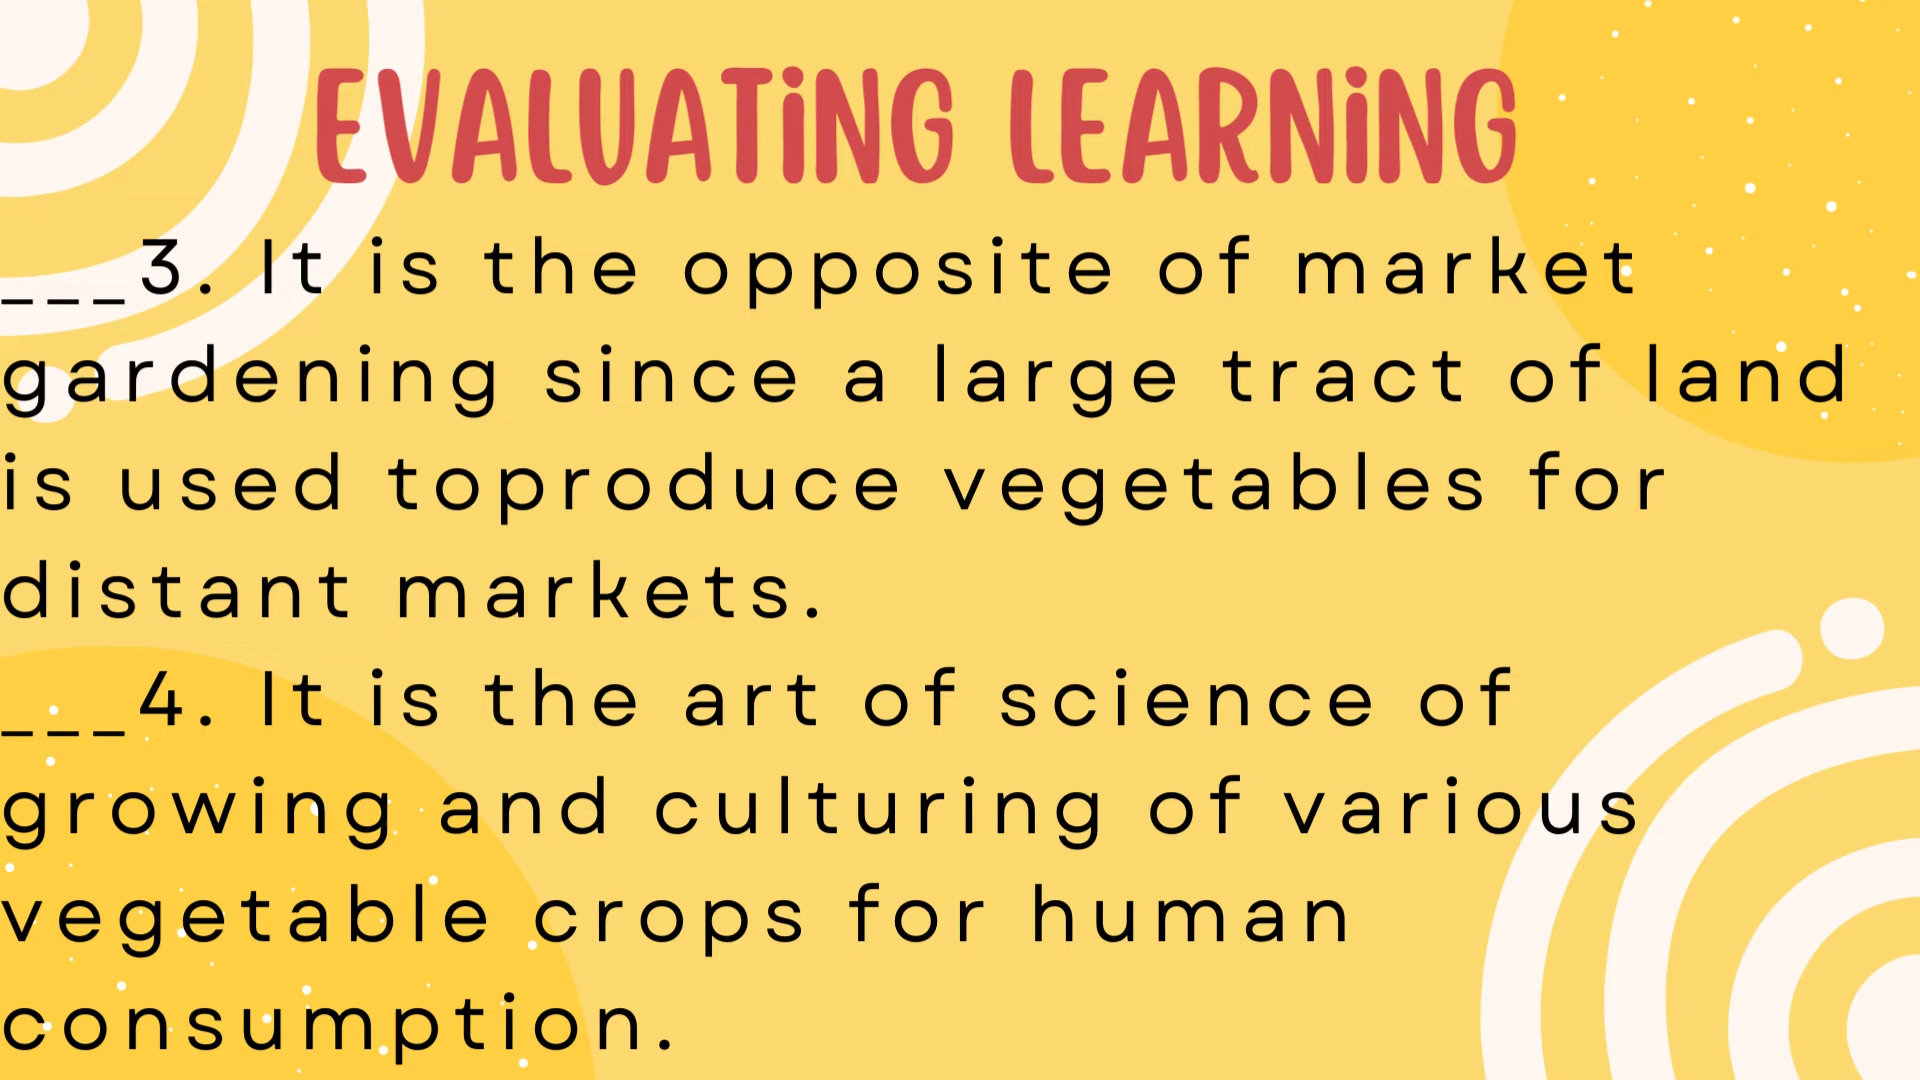 EVALUATiNG LEARNiNG
___3. It is the opposite of market
gardening since a large tract of land
is used toproduce vegetables for
distant markets.
___4. It is the art of science of
growing and culturing of various
vegetable crops for human
consumption.